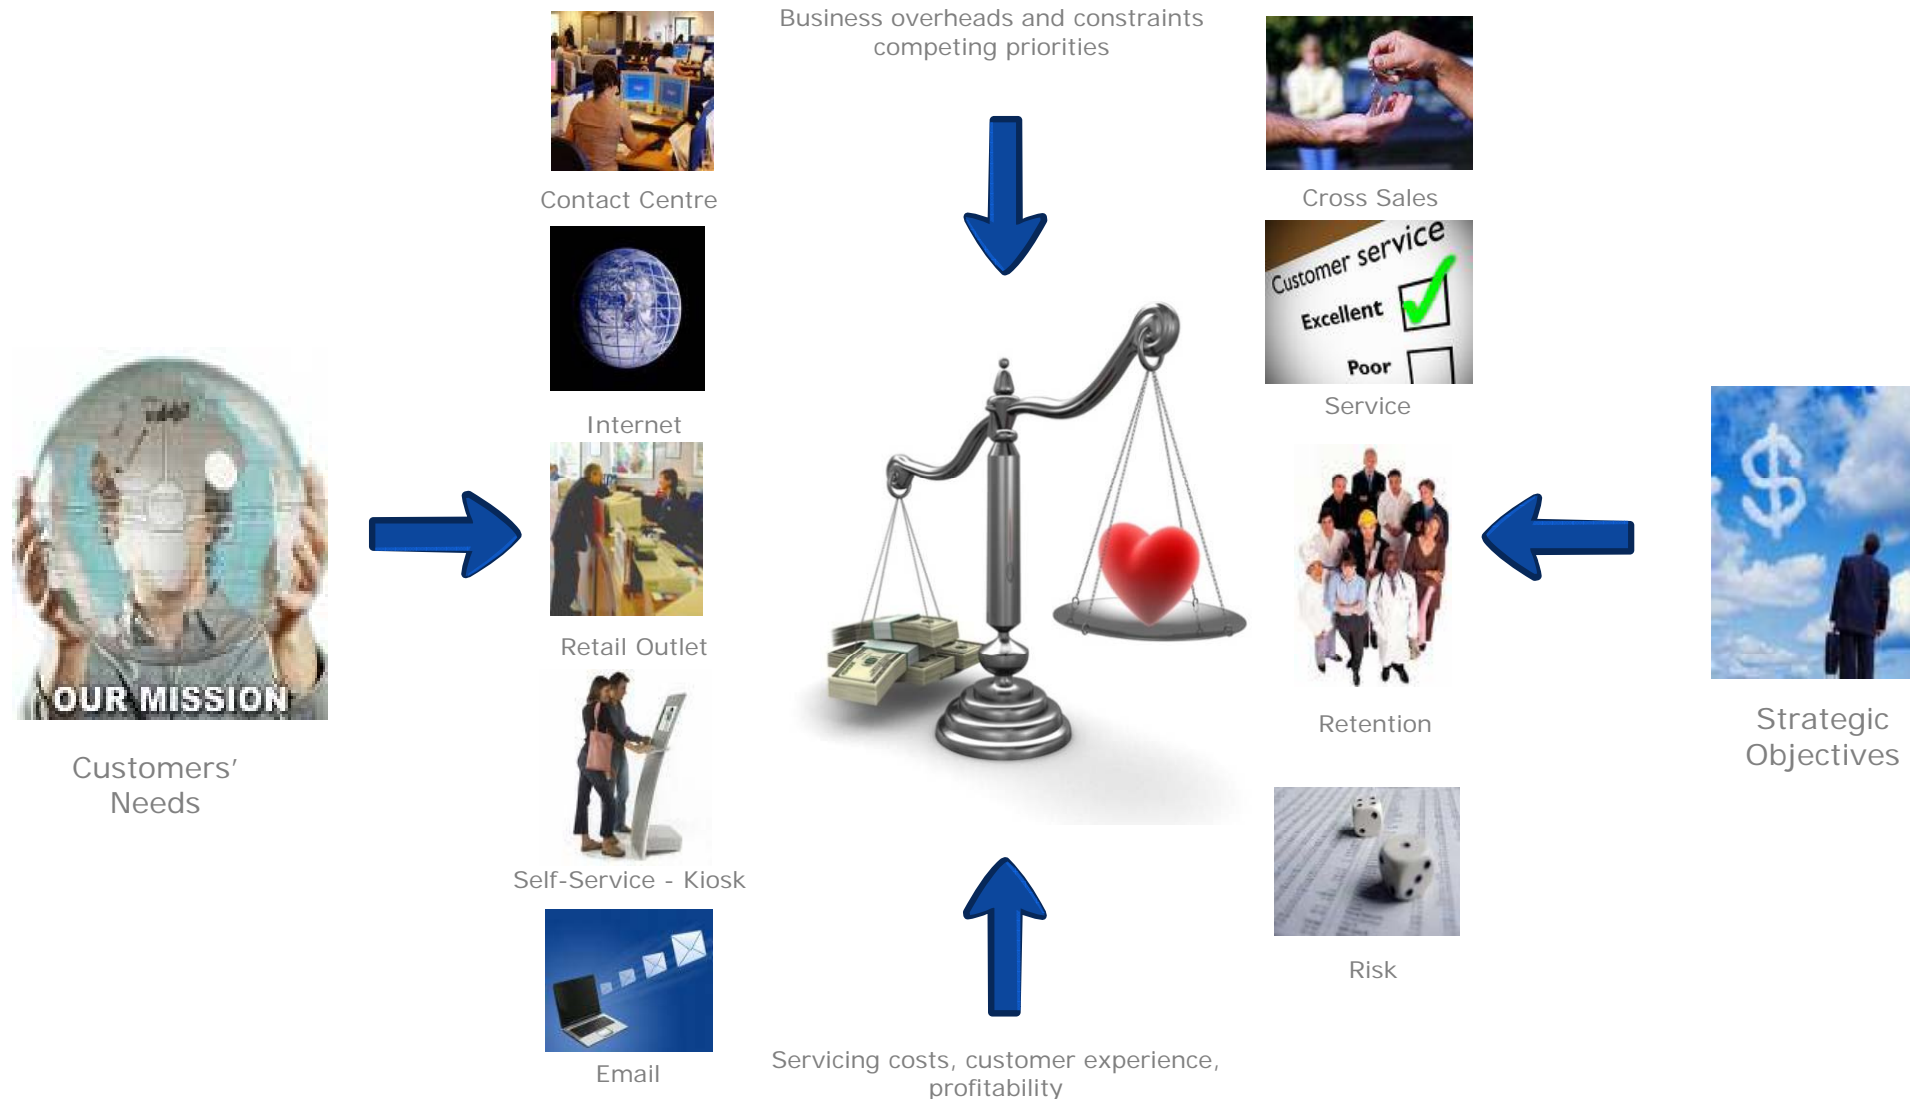 Business overheads and constraints
competing priorities
Contact Centre
Cross Sales
Internet
Customer service
Excellent
Poor
Service
Retail Outlet
OUR MISSION
Customers’
Needs
Retention
Strategic
Objectives
Self-Service - Kiosk
Risk
Email
Servicing costs, customer experience,
profitability